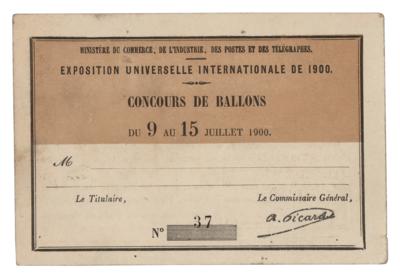 MINISTÈRE DU COMMERCE, DE L'INDUSTRIE, DES POSTES ET DES TÉLÉGRAPHES.
EXPOSITION UNIVERSELLE INTERNATIONALE DE 1900.
CONCOURS DE BALLONS
DU 9 AU 15 JUILLET 1900.
M
Le Titulaire, Le Commissaire Général,
A. Picard
N° 37